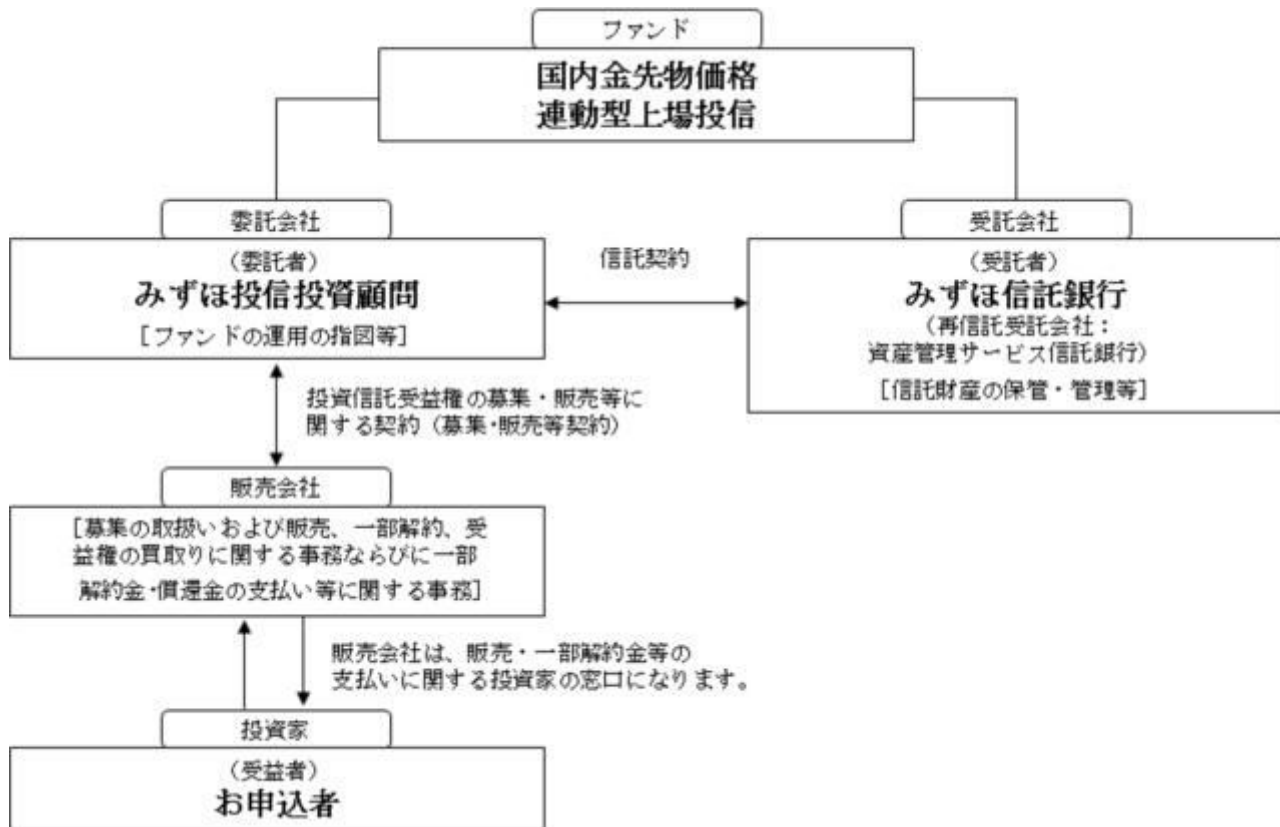 ファンド
国内金先物価格
連動型上場投信
委託会社
(委託者)
みずほ投信投資顧問
[ファンドの運用の指図等]
信託契約
受託会社
(受託者)
みずほ信託銀行
(再信託受託会社:
資産管理サービス信託銀行)
[信託財産の保管・管理等]
投資信託受益権の募集・販売等に
関する契約(募集・販売等契約)
販売会社
[募集の取扱いおよび販売、一部解約、受
益権の買取りに関する事務ならびに一部
解約金・償還金の支払い等に関する事務]
販売会社は、販売・一部解約金等の
支払いに関する投資家の窓口になります。
投資家
(受益者)
お申込者